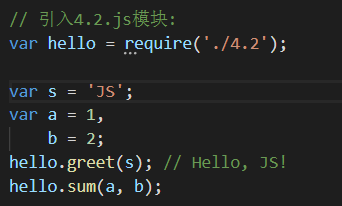 // 引入4.2.js模块:
var hello = require('./4.2');
var s = 'JS';
var a = 1,
    b = 2;
hello.greet(s); // Hello, JS!
hello.sum(a, b);